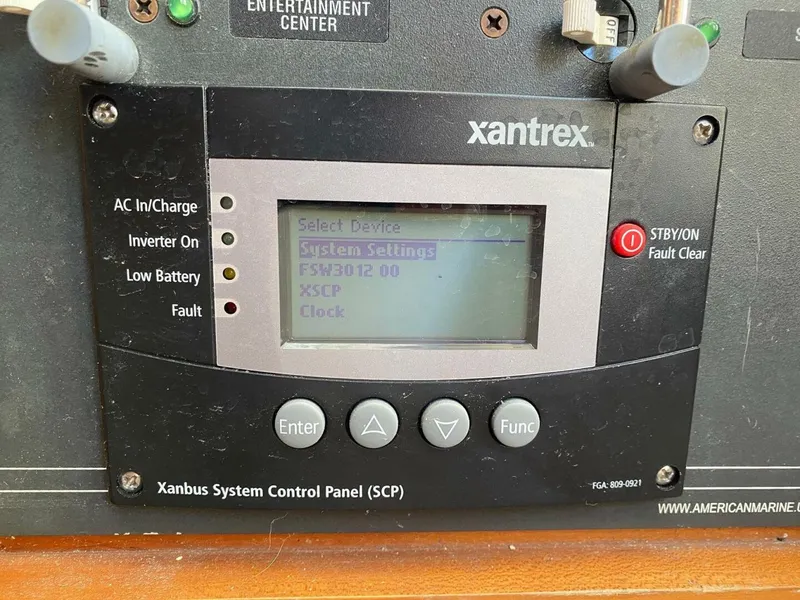 ENTERTAINMENT
CENTER
OFF
xantrex
AC In/Charge
Inverter On
Low Battery
Fault
Select Device
System Settings
FSW3012 00
XSCP
Clock
STBY/ON
Fault Clear
Enter
Func
Xanbus System Control Panel (SCP)
FGA: 809-0921
WWW.AMERICANMARINE.